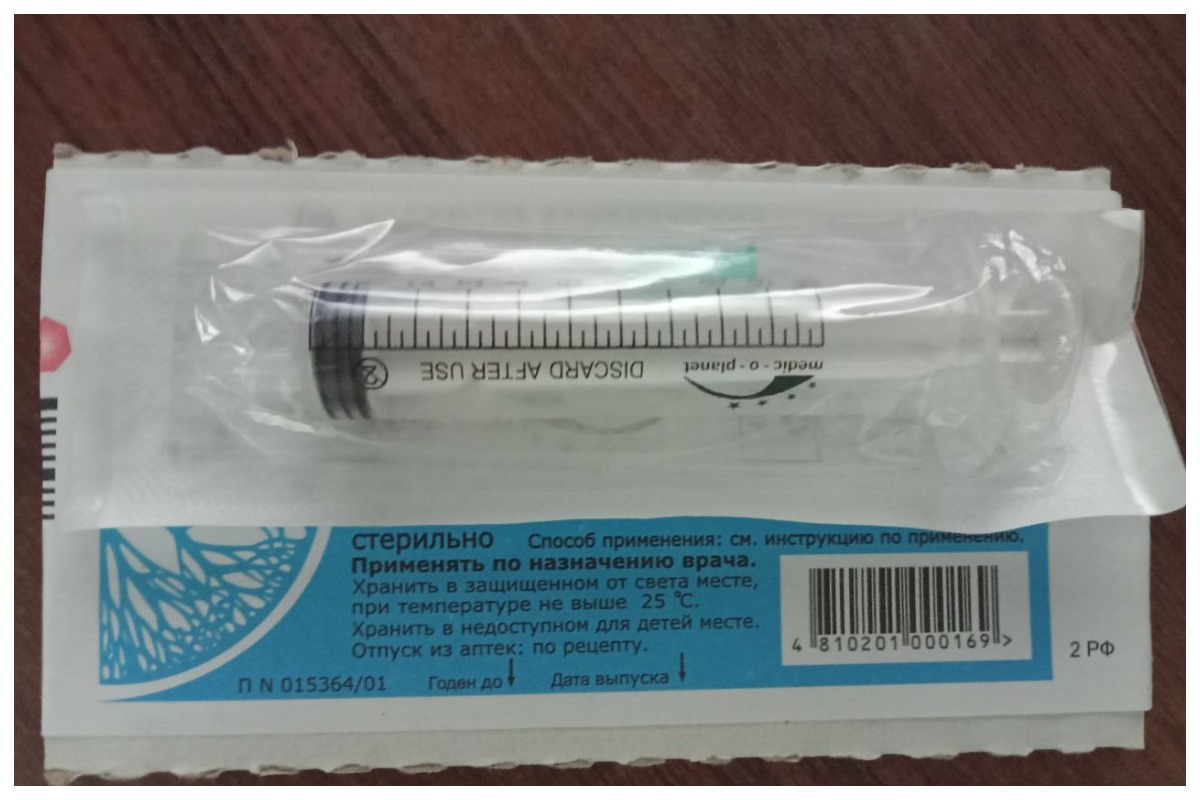 medic-o-planet
DISCARD AFTER USE
2
стерильно
Способ применения: см. инструкцию по применению.
Применять по назначению врача.
Хранить в защищенном от света месте,
при температуре не выше 25 °С.
Хранить в недоступном для детей месте.
Отпуск из аптек: по рецепту.
П N 015364/01
Годен до
Дата выпуска
4 810201 000169 >
2 РФ